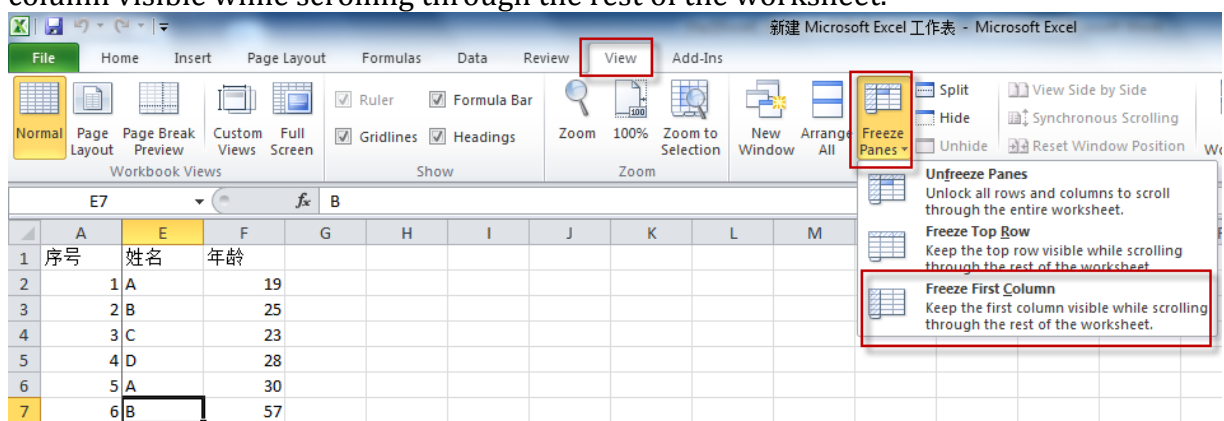 column visible while scrolling through the rest of the worksheet.
新建 Microsoft Excel 工作表 - Microsoft Excel
File Home Insert Page Layout Formulas Data Review View Add-Ins
Normal Page Layout Page Break Preview Custom Views Full Screen
Workbook Views
Ruler Formula Bar
Gridlines Headings
Show
Zoom 100% Zoom to Selection
Zoom
New Window Arrange All Freeze Panes
Split
Hide
Unhide
View Side by Side
Synchronous Scrolling
Reset Window Position
Unfreeze Panes
Unlock all rows and columns to scroll
through the entire worksheet.
Freeze Top Row
Keep the top row visible while scrolling
through the rest of the worksheet.
Freeze First Column
Keep the first column visible while scrolling
through the rest of the worksheet.
E7 fx B
A E F G H I J K L M
1 序号 姓名 年龄
2 1 A 19
3 2 B 25
4 3 C 23
5 4 D 28
6 5 A 30
7 6 B 57